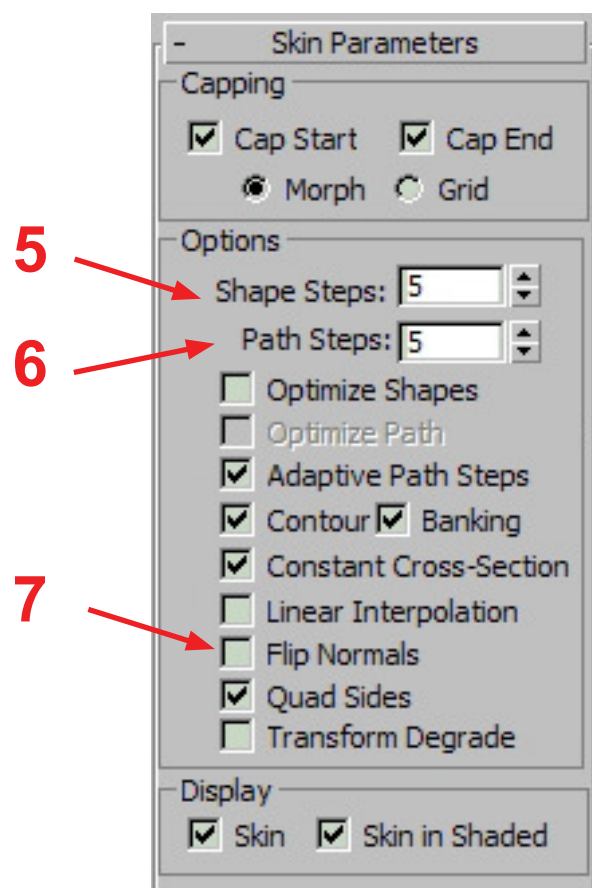 - Skin Parameters
Capping
Cap Start Cap End
Morph Grid
Options
5
Shape Steps: 5
6
Path Steps: 5
Optimize Shapes
Optimize Path
Adaptive Path Steps
Contour Banking
Constant Cross-Section
7
Linear Interpolation
Flip Normals
Quad Sides
Transform Degrade
Display
Skin Skin in Shaded